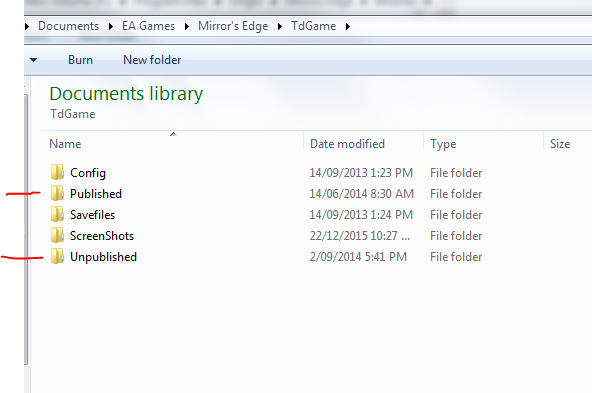 Documents ▸ EA Games ▸ Mirror's Edge ▸ TdGame ▸
Burn New folder
Documents library
TdGame
Name Date modified Type Size
Config 14/09/2013 1:23 PM File folder
Published 14/06/2014 8:30 AM File folder
Savefiles 14/09/2013 1:24 PM File folder
ScreenShots 22/12/2015 10:27 ... File folder
Unpublished 2/09/2014 5:41 PM File folder